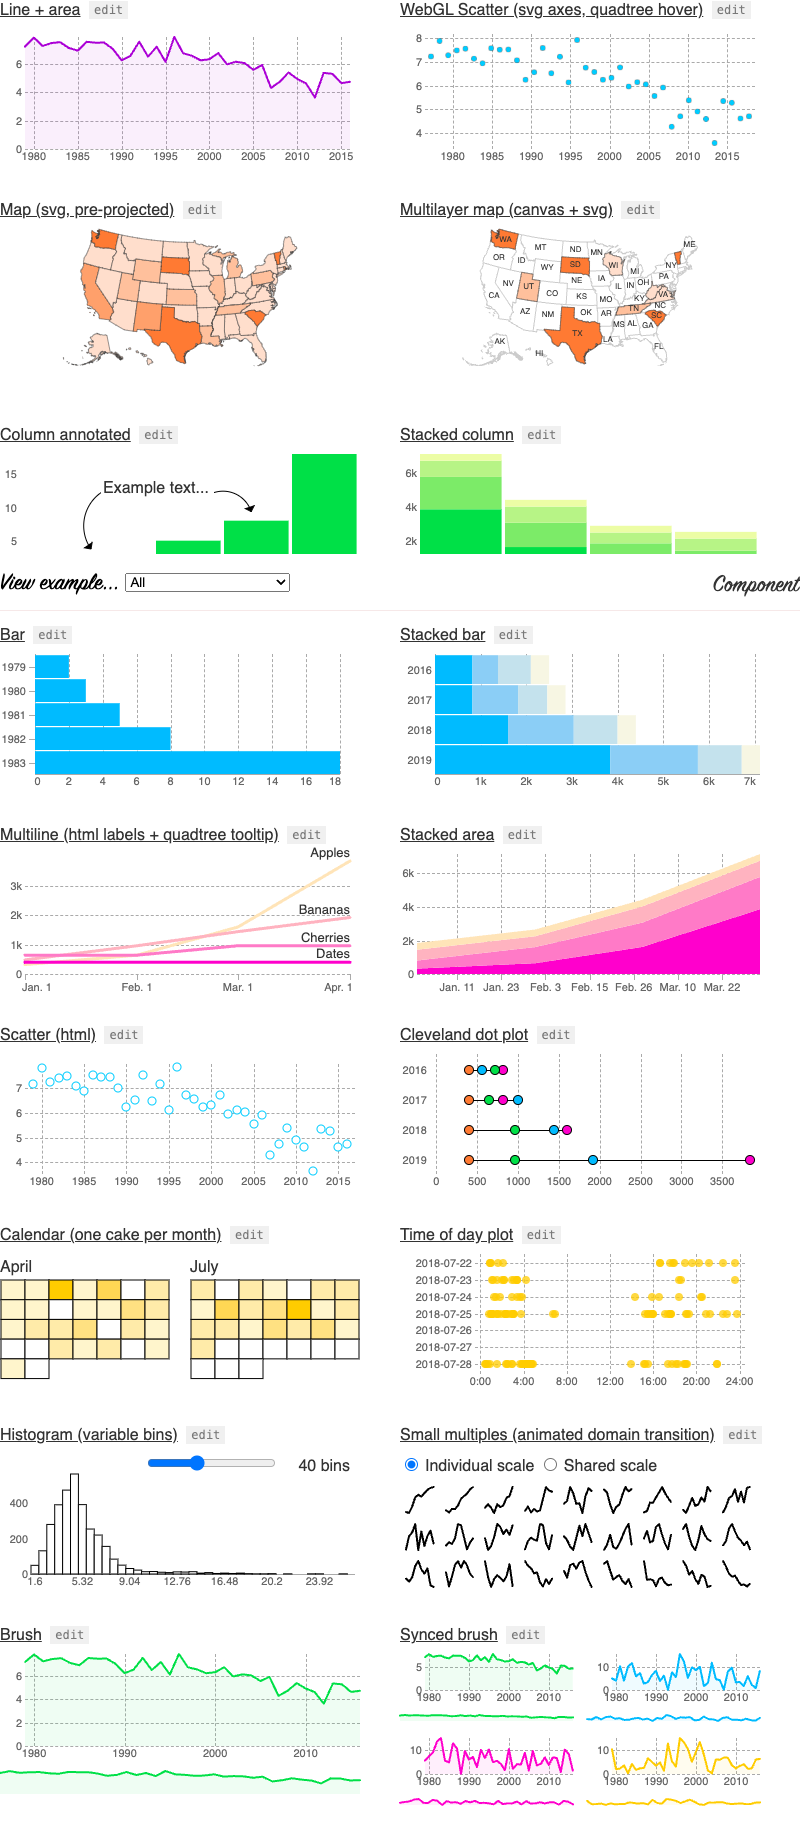 Line + area edit
6
4
2
0
1980 1985 1990 1995 2000 2005 2010 2015
WebGL Scatter (svg axes, quadtree hover) edit
8
7
6
5
4
1980 1985 1990 1995 2000 2005 2010 2015
Map (svg, pre-projected) edit
Multilayer map (canvas + svg) edit
WA MT ND MN ME
OR ID WY SD WI MI NY
NV UT NE IA IL IN OH PA
CA CO KS MO KY VA
AZ NM OK AR TN NC SC
TX LA MS AL GA
AK HI FL
Column annotated edit
15
10
5
Example text...
Stacked column edit
6k
4k
2k
View example... All
Component
Bar edit
1979
1980
1981
1982
1983
0 2 4 6 8 10 12 14 16 18
Stacked bar edit
2016
2017
2018
2019
0 1k 2k 3k 4k 5k 6k 7k
Multiline (html labels + quadtree tooltip) edit
Apples
3k
2k
Bananas
1k
Cherries
Dates
0
Jan. 1 Feb. 1 Mar. 1 Apr. 1
Stacked area edit
6k
4k
2k
0
Jan. 11 Jan. 23 Feb. 3 Feb. 15 Feb. 26 Mar. 10 Mar. 22
Scatter (html) edit
7
6
5
4
1980 1985 1990 1995 2000 2005 2010 2015
Cleveland dot plot edit
2016
2017
2018
2019
0 500 1000 1500 2000 2500 3000 3500
Calendar (one cake per month) edit
April July
Time of day plot edit
2018-07-22
2018-07-23
2018-07-24
2018-07-25
2018-07-26
2018-07-27
2018-07-28
0:00 4:00 8:00 12:00 16:00 20:00 24:00
Histogram (variable bins) edit
40 bins
400
200
0
1.6 5.32 9.04 12.76 16.48 20.2 23.92
Small multiples (animated domain transition) edit
Individual scale Shared scale
Brush edit
6
4
2
0
1980 1990 2000 2010
Synced brush edit
5
0
1980 1990 2000 2010
10
0
1980 1990 2000 2010
10
0
1980 1990 2000 2010
10
0
1980 1990 2000 2010